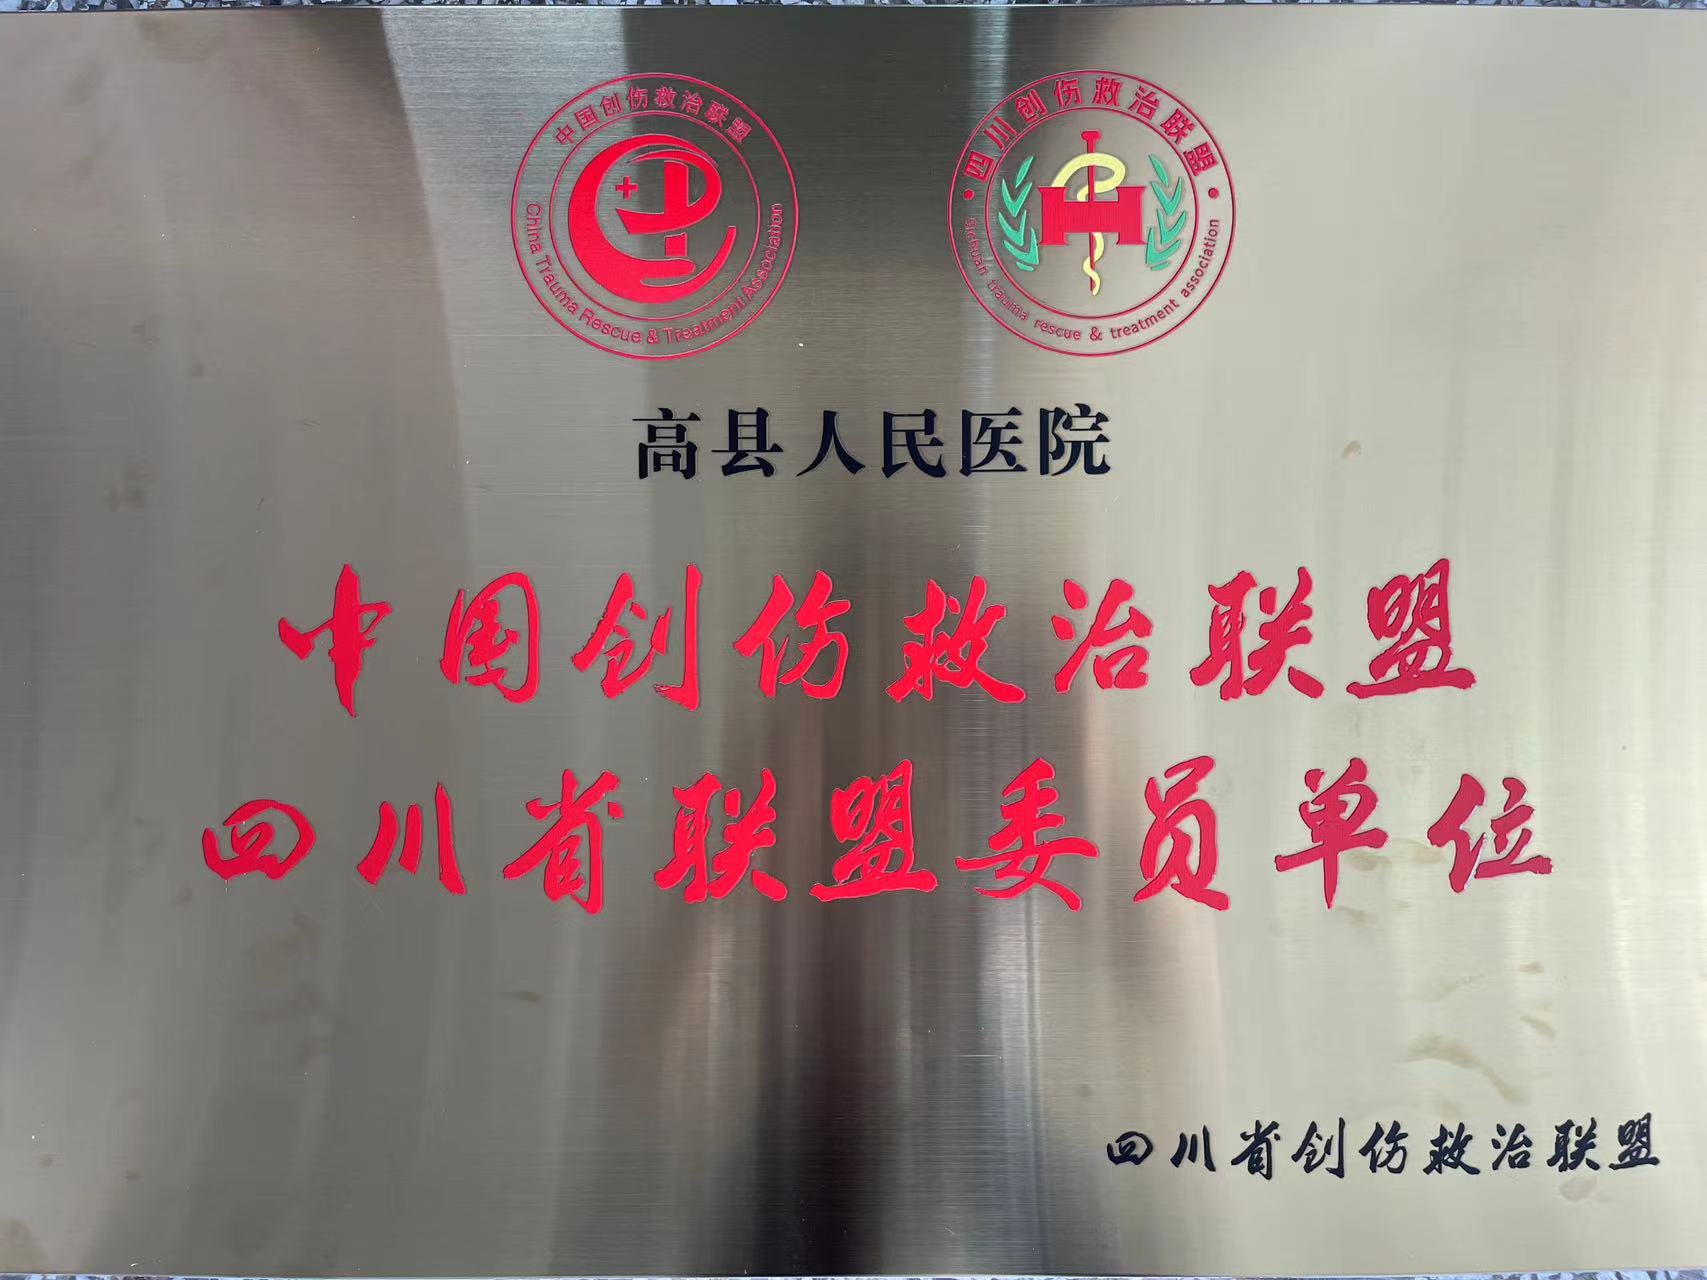 中国创伤救治联盟
China Trauma Rescue & Treatment Association
四川创伤救治联盟
sichuan trauma rescue & treatment association
高县人民医院
中国创伤救治联盟
四川省联盟委员单位
四川省创伤救治联盟